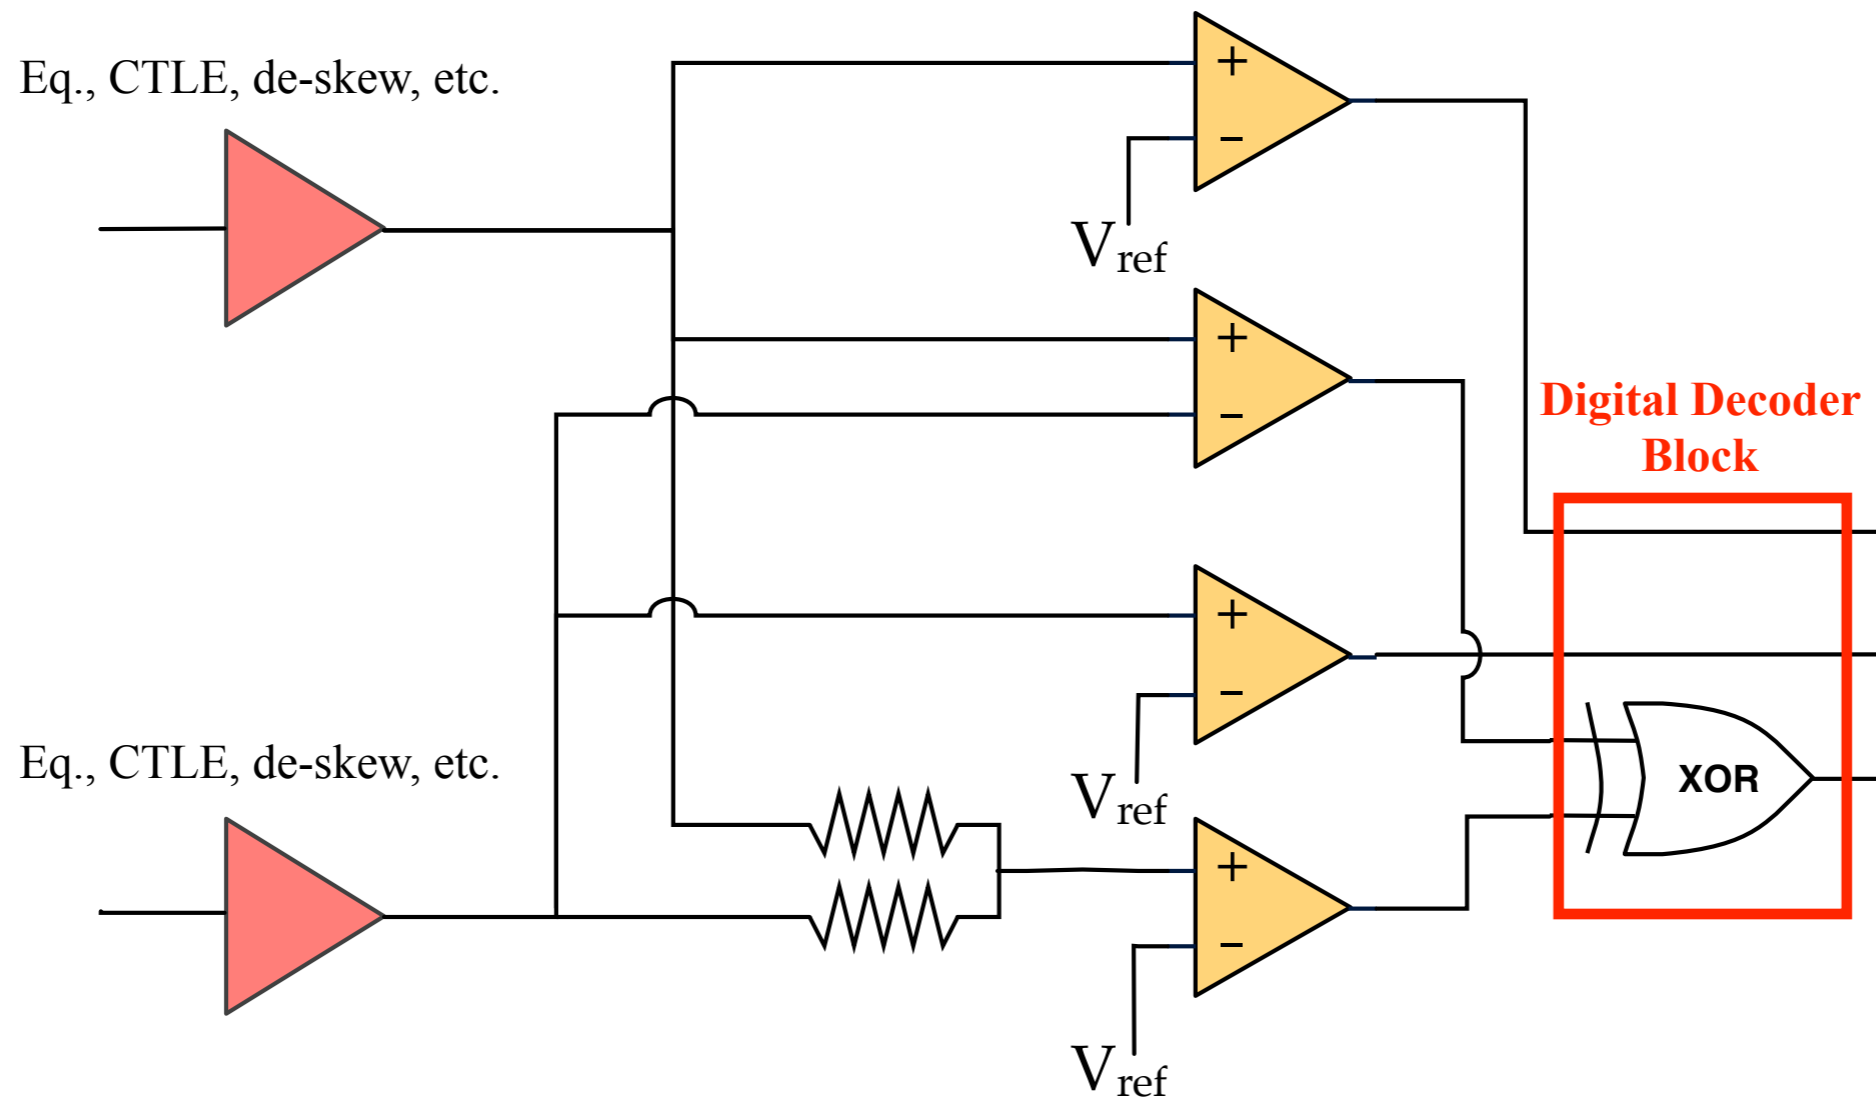 Eq., CTLE, de-skew, etc.
+
−
Vref
+
−
Digital Decoder
Block
+
−
Vref
XOR
Eq., CTLE, de-skew, etc.
+
−
Vref